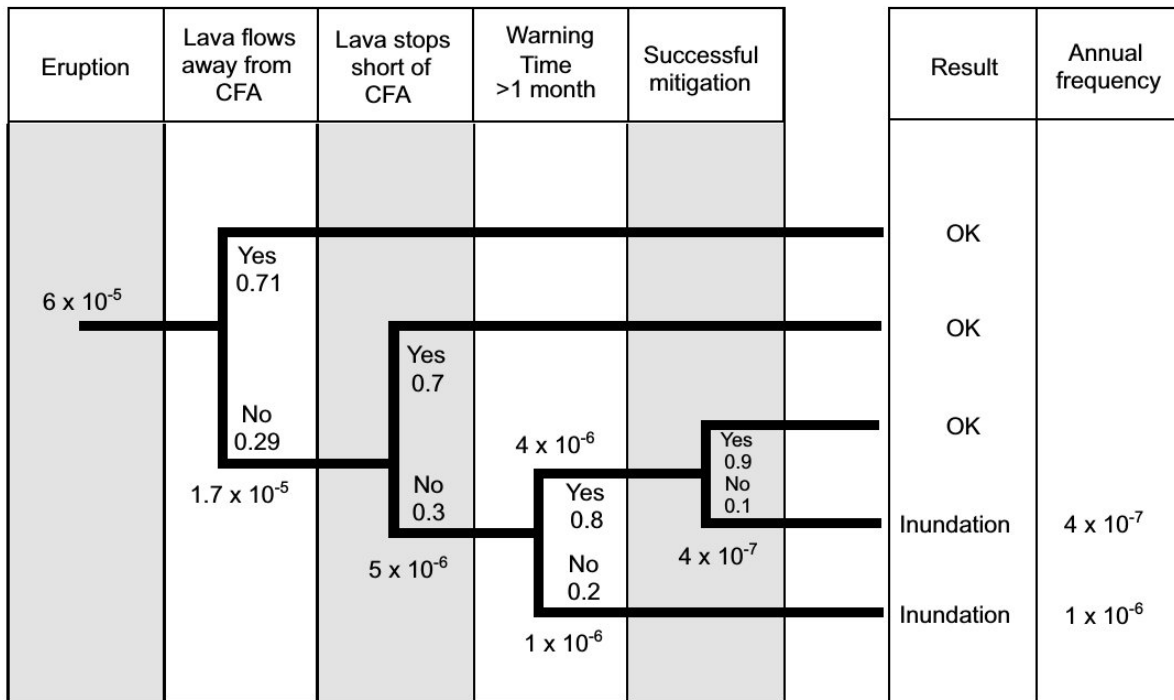 Eruption
Lava flows
away from
CFA
Lava stops
short of
CFA
Warning
Time
>1 month
Successful
mitigation
Result
Annual
frequency
6 x 10⁻⁵
Yes
0.71
No
0.29
1.7 x 10⁻⁵
Yes
0.7
No
0.3
5 x 10⁻⁶
4 x 10⁻⁶
Yes
0.8
No
0.2
1 x 10⁻⁶
Yes
0.9
No
0.1
4 x 10⁻⁷
OK
OK
OK
Inundation
4 x 10⁻⁷
Inundation
1 x 10⁻⁶